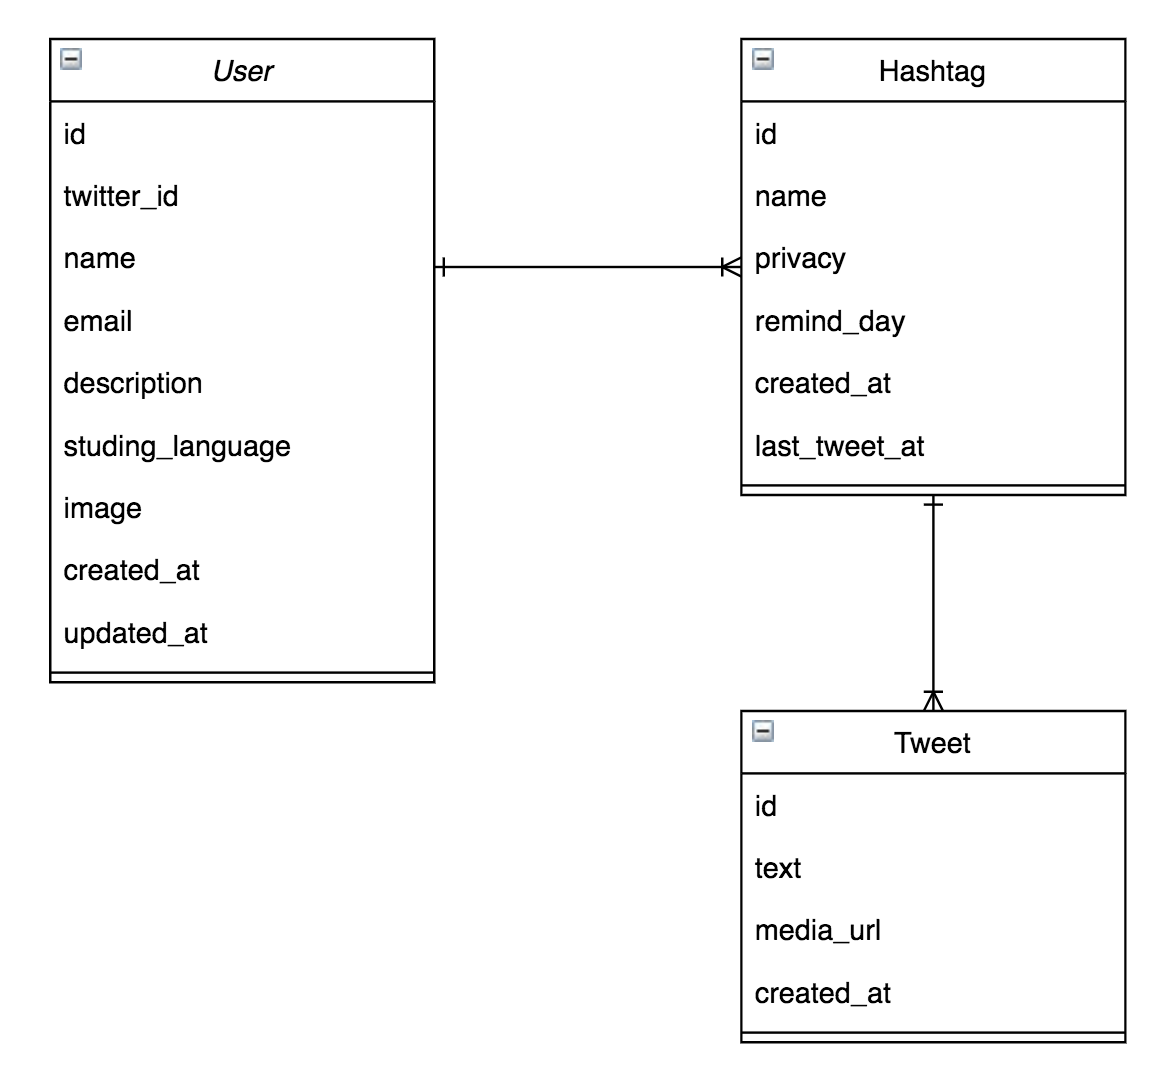 User
id
twitter_id
name
email
description
studing_language
image
created_at
updated_at
Hashtag
id
name
privacy
remind_day
created_at
last_tweet_at
Tweet
id
text
media_url
created_at